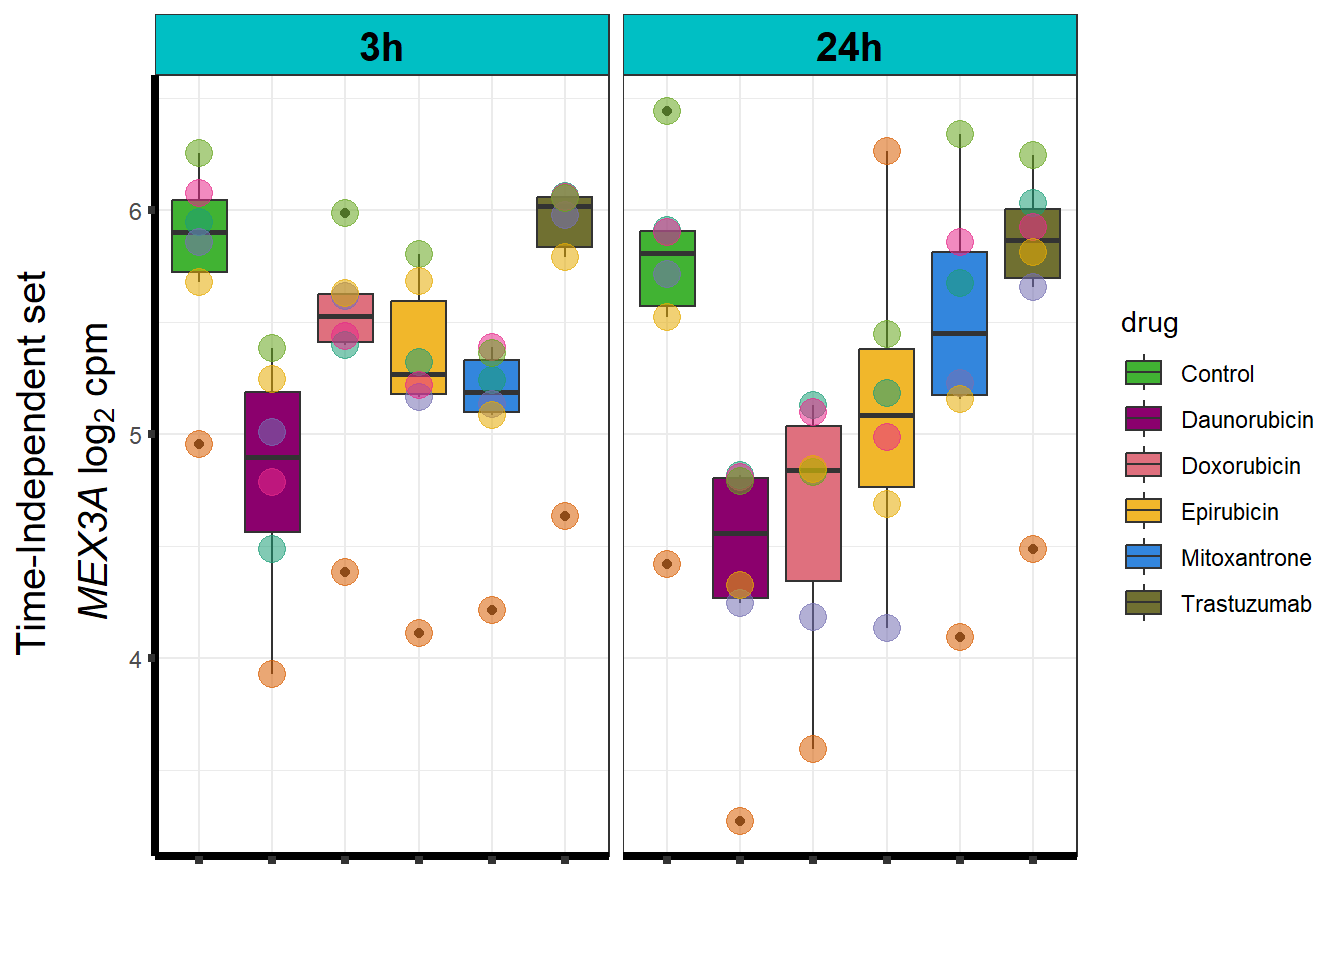 3h
24h
Time-Independent set
MEX3A log₂ cpm
6
5
4
drug
Control
Daunorubicin
Doxorubicin
Epirubicin
Mitoxantrone
Trastuzumab